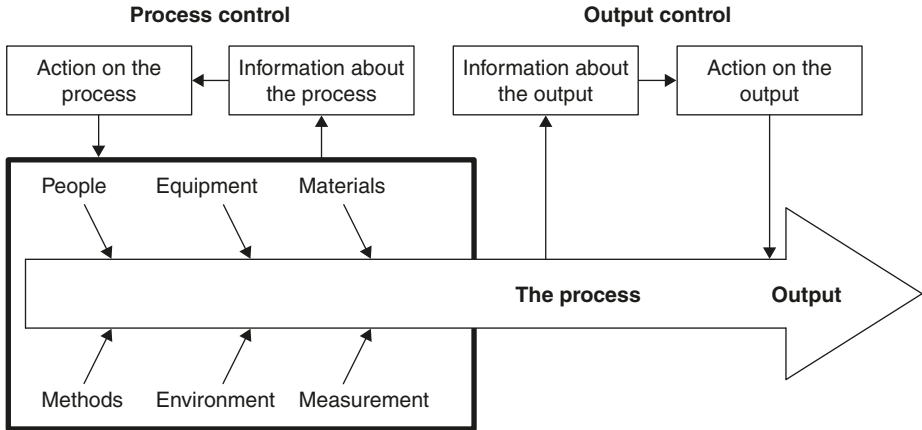 Process control
Output control
Action on the
process
Information about
the process
Information about
the output
Action on the
output
People
Equipment
Materials
The process
Output
Methods
Environment
Measurement